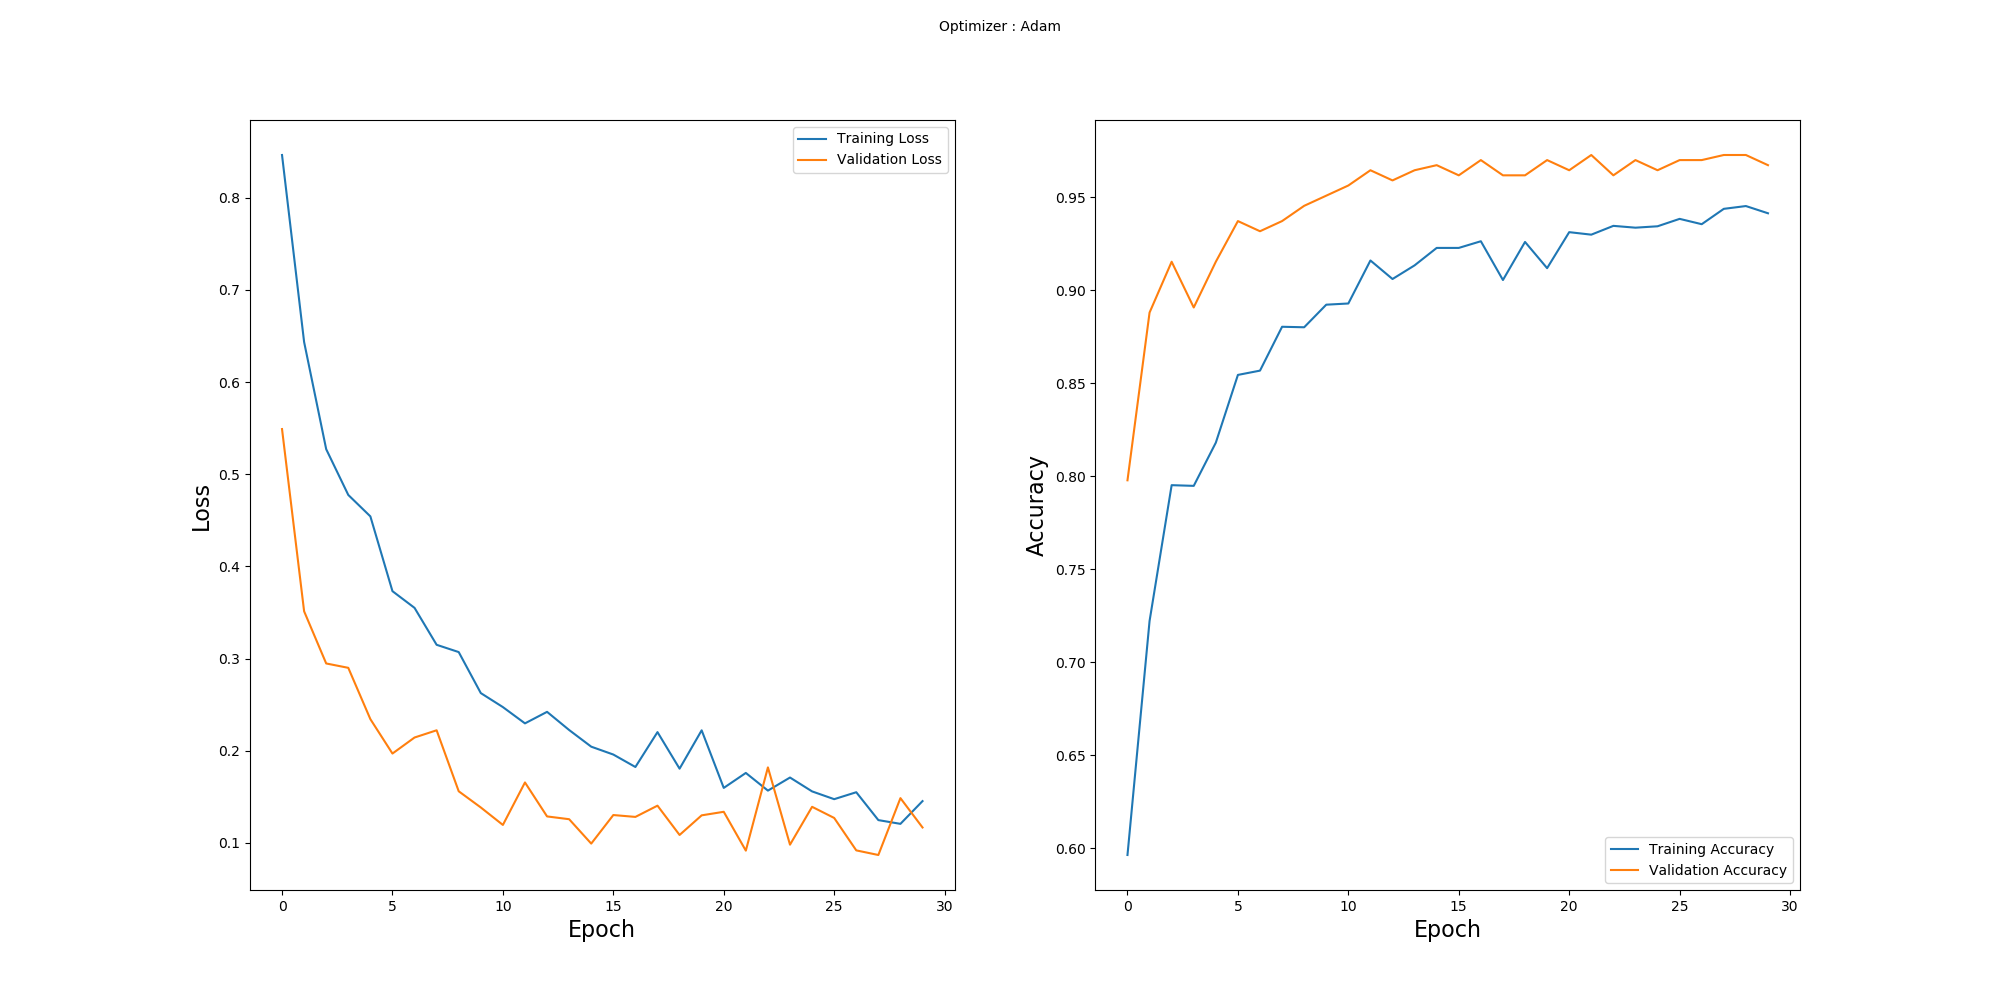 Optimizer : Adam
Training Loss
Validation Loss
0.8
0.7
0.6
0.5
0.4
0.3
0.2
0.1
Loss
0 5 10 15 20 25 30
Epoch
0.95
0.90
0.85
0.80
0.75
0.70
0.65
0.60
Accuracy
Training Accuracy
Validation Accuracy
0 5 10 15 20 25 30
Epoch